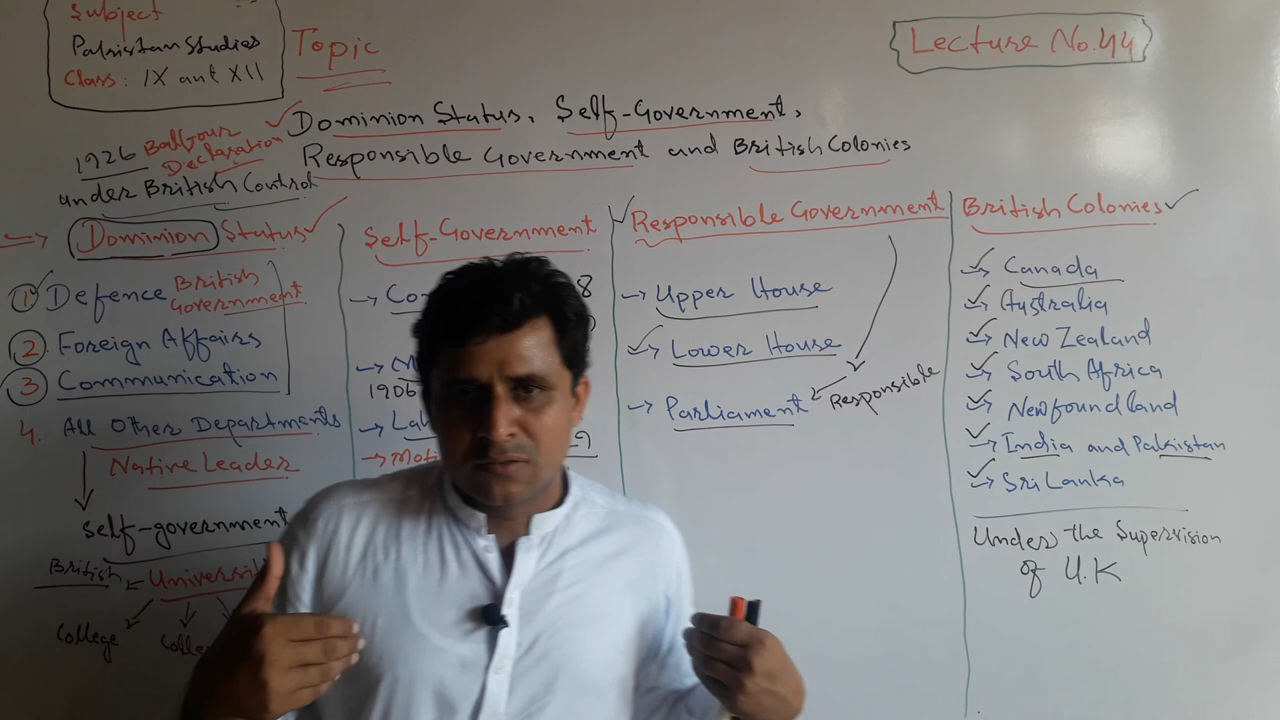 Subject
Pakistan Studies
Class: IX and XII
Topic
Lecture No.44
Dominion Status, Self-Government,
Responsible Government and British Colonies
1926 Balfour Declaration
under British Control
Dominion Status
1 Defence British Government
2 Foreign Affairs
3 Communication
4. All Other Departments
Native Leader
self-government
British
College
Self-Government
8
1906
9
Responsible Government
Upper House
Lower House
Parliament
Responsible
British Colonies
Canada
Australia
New Zealand
South Africa
Newfoundland
India and Pakistan
Sri Lanka
Under the Supervision
of U.K